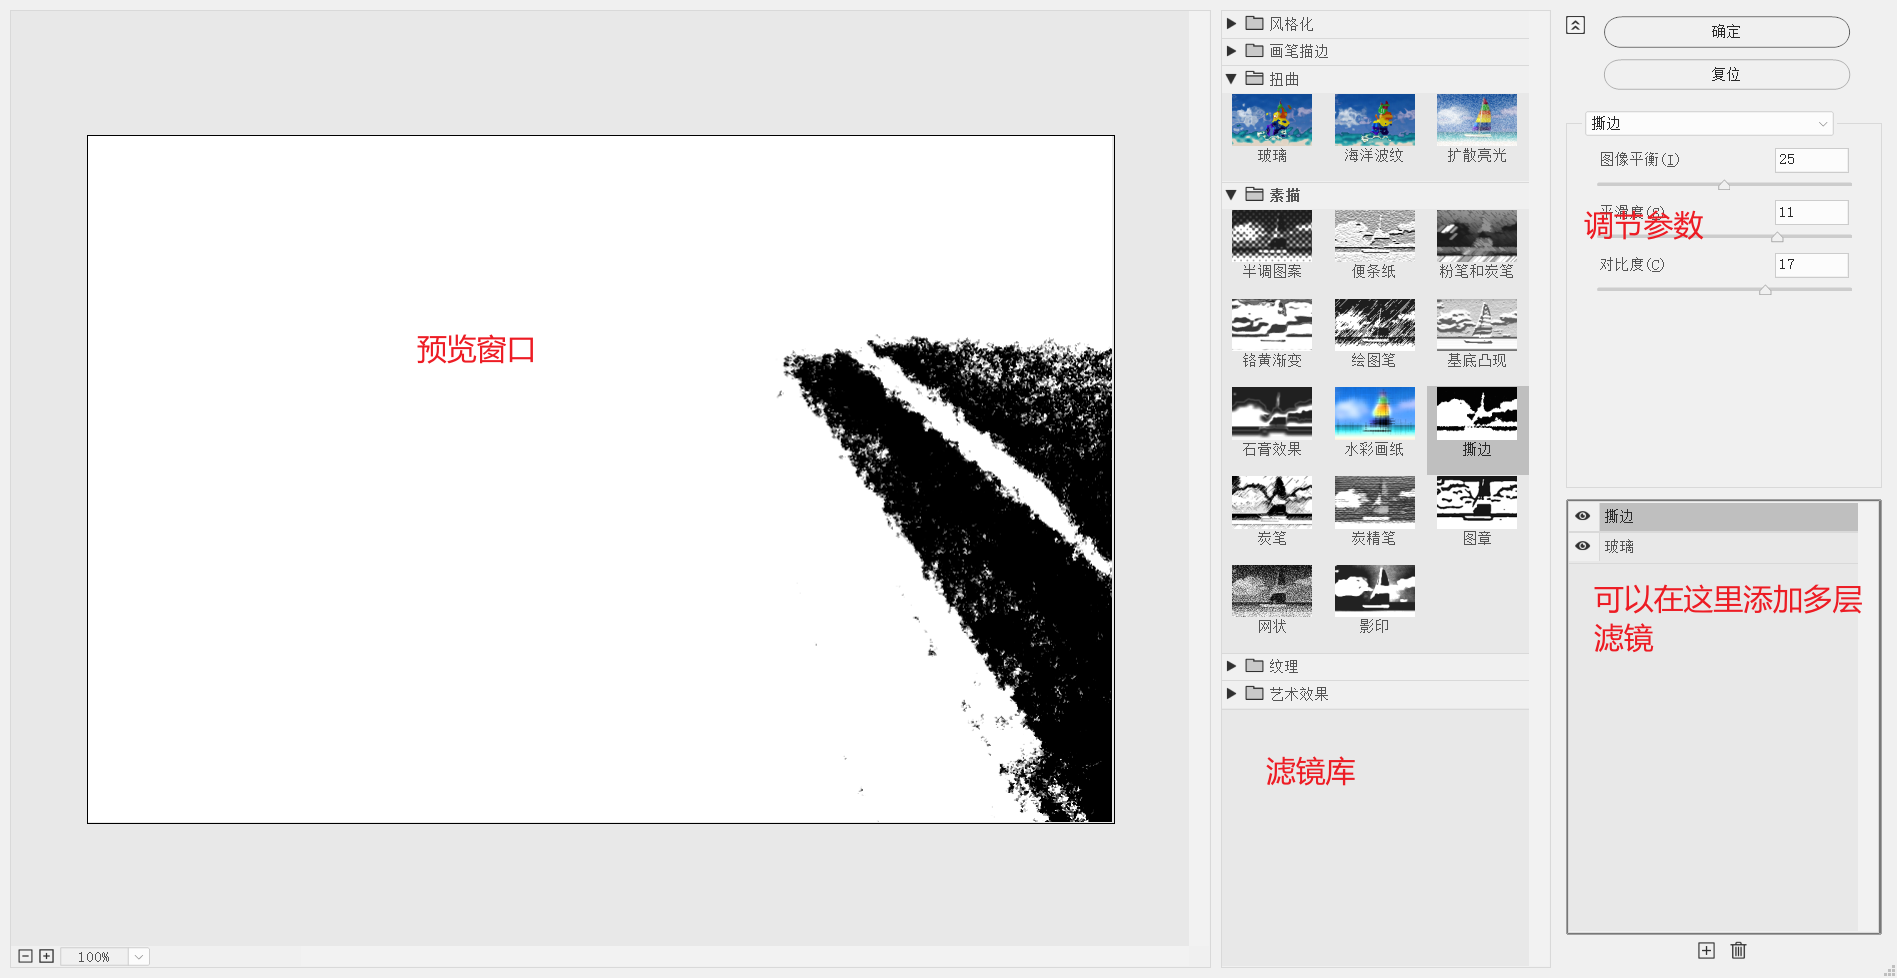 预览窗口
100%
风格化
画笔描边
扭曲
玻璃 海洋波纹 扩散亮光
素描
半调图案 便条纸 粉笔和炭笔
铬黄渐变 绘图笔 基底凸现
石膏效果 水彩画纸 撕边
炭笔 炭精笔 图章
网状 影印
纹理
艺术效果
滤镜库
确定
复位
撕边
图像平衡(I) 25
平滑度(S) 11
调节参数
对比度(C) 17
撕边
玻璃
可以在这里添加多层
滤镜